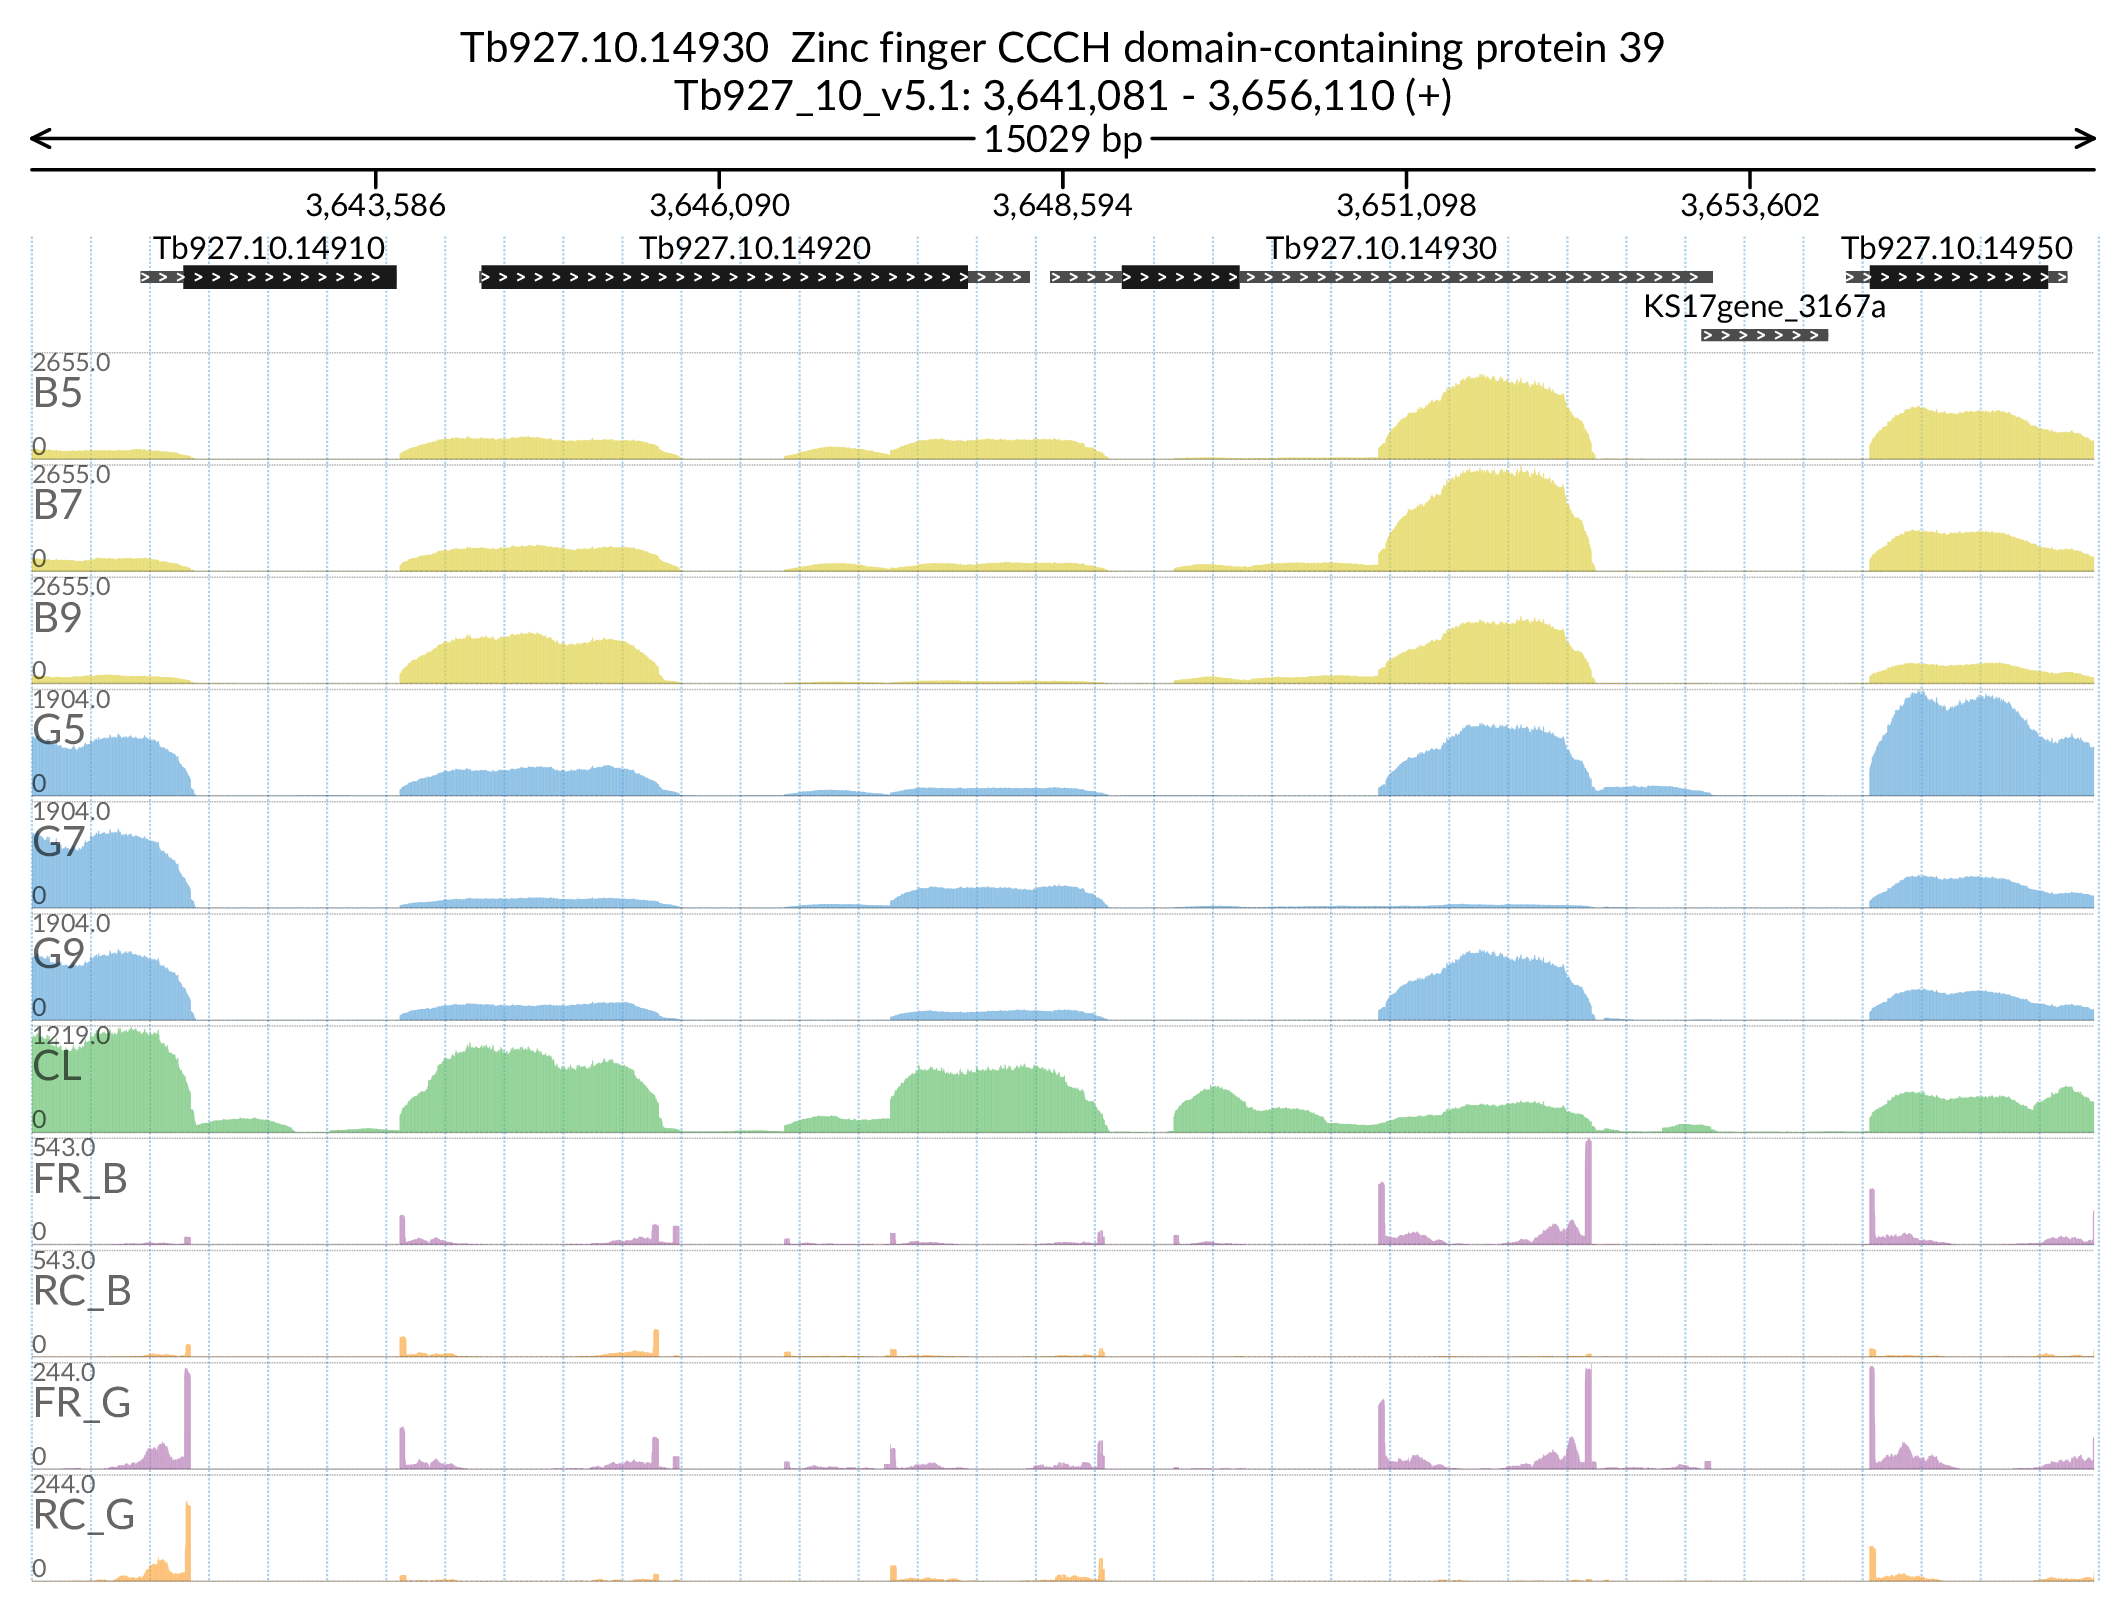 Tb927.10.14930  Zinc finger CCCH domain-containing protein 39
Tb927_10_v5.1: 3,641,081 - 3,656,110 (+)
15029 bp
3,643,586 3,646,090 3,648,594 3,651,098 3,653,602
Tb927.10.14910 Tb927.10.14920 Tb927.10.14930 Tb927.10.14950
KS17gene_3167a
2655.0
B5
0
2655.0
B7
0
2655.0
B9
0
1904.0
G5
0
1904.0
G7
0
1904.0
G9
0
1219.0
CL
0
543.0
FR_B
0
543.0
RC_B
0
244.0
FR_G
0
244.0
RC_G
0